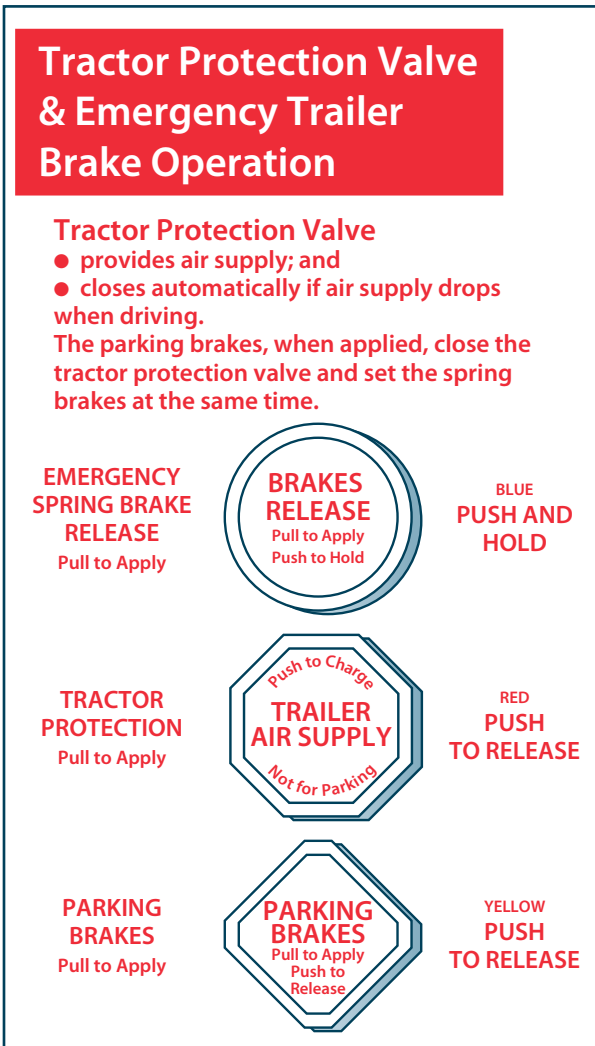 Tractor Protection Valve
& Emergency Trailer
Brake Operation
Tractor Protection Valve
● provides air supply; and
● closes automatically if air supply drops
when driving.
The parking brakes, when applied, close the
tractor protection valve and set the spring
brakes at the same time.
EMERGENCY
SPRING BRAKE
RELEASE
Pull to Apply
BRAKES
RELEASE
Pull to Apply
Push to Hold
BLUE
PUSH AND
HOLD
TRACTOR
PROTECTION
Pull to Apply
Push to Charge
TRAILER
AIR SUPPLY
Not for Parking
RED
PUSH
TO RELEASE
PARKING
BRAKES
Pull to Apply
PARKING
BRAKES
Pull to Apply
Push to
Release
YELLOW
PUSH
TO RELEASE